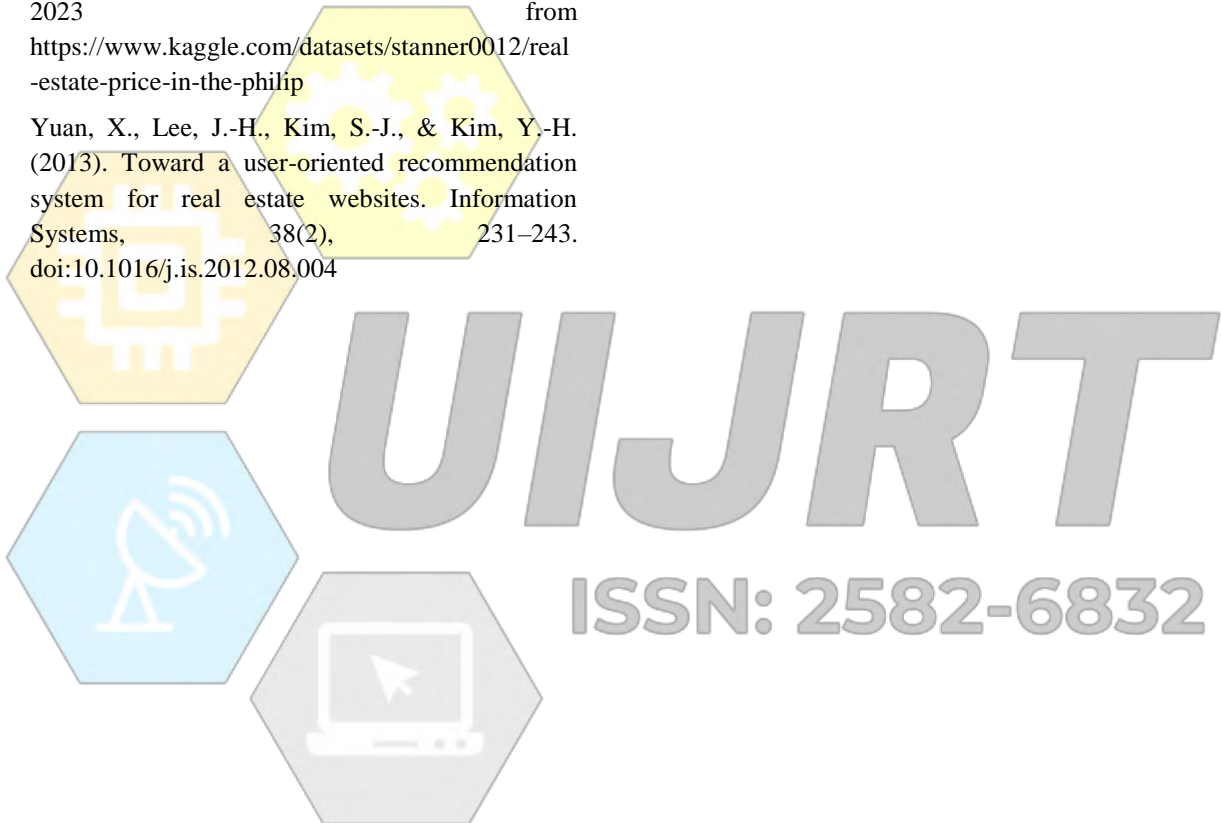 2023 from
https://www.kaggle.com/datasets/stanner0012/real
-estate-price-in-the-philip
Yuan, X., Lee, J.-H., Kim, S.-J., & Kim, Y.-H.
(2013). Toward a user-oriented recommendation
system for real estate websites. Information
Systems, 38(2), 231–243.
doi:10.1016/j.is.2012.08.004
UIJRT
ISSN: 2582-6832